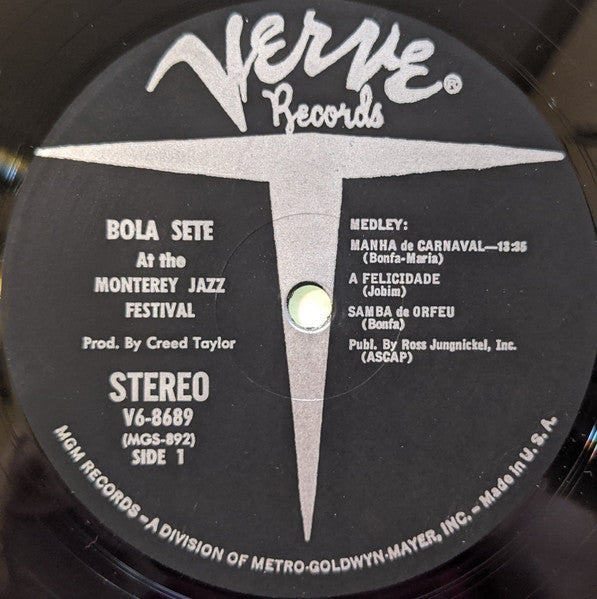 Verve®
Records
BOLA SETE
At the
MONTEREY JAZZ
FESTIVAL
Prod. By Creed Taylor
STEREO
V6-8689
(MGS-892)
SIDE 1
MEDLEY:
MANHA de CARNAVAL—13:35
(Bonfa-Maria)
A FELICIDADE
(Jobim)
SAMBA de ORFEU
(Bonfa)
Publ. By Ross Jungnickel, Inc.
(ASCAP)
MGM RECORDS – A DIVISION OF METRO-GOLDWYN-MAYER, INC. – Made in U.S.A.